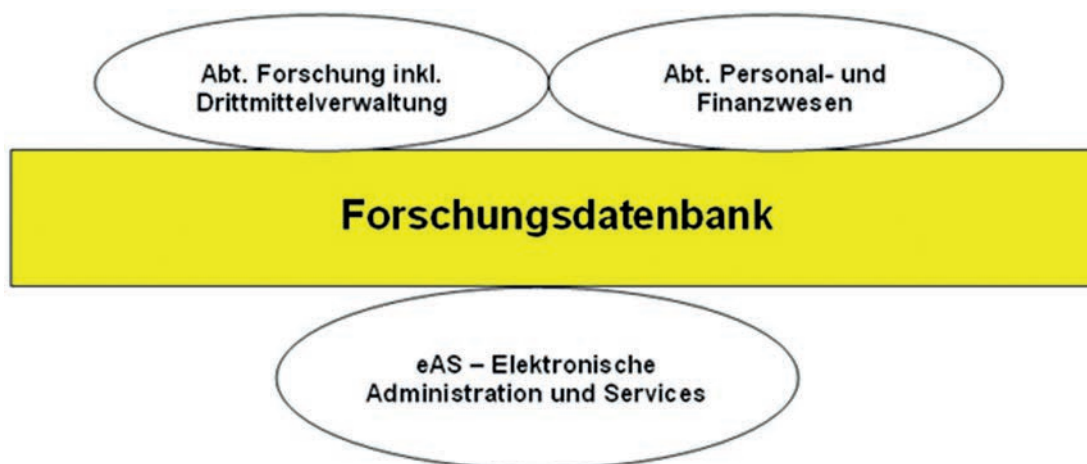 Abt. Forschung inkl.
Drittmittelverwaltung
Abt. Personal- und
Finanzwesen
Forschungsdatenbank
eAS – Elektronische
Administration und Services